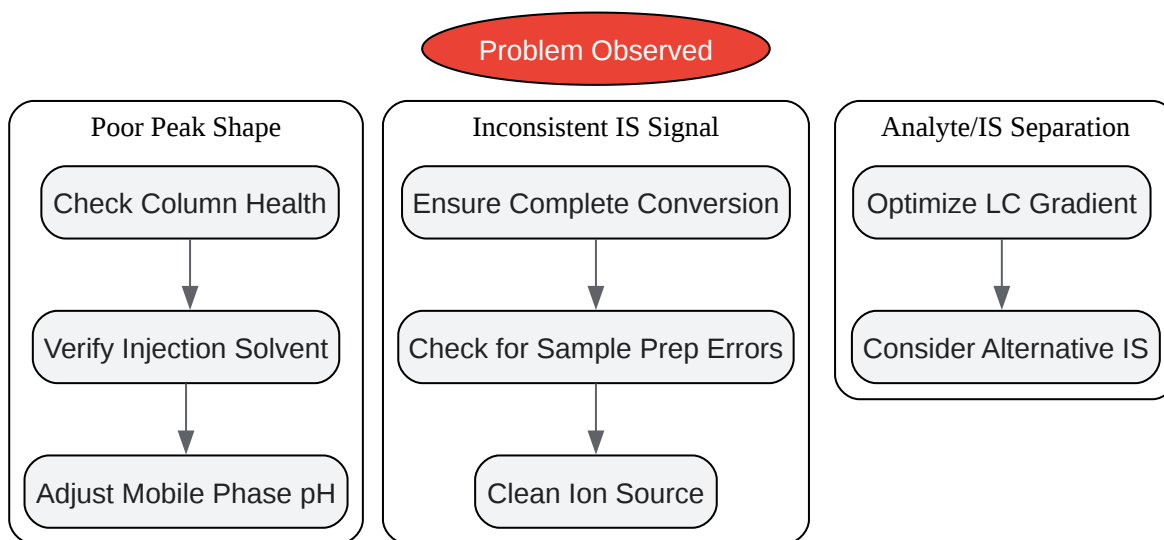 Problem Observed
Poor Peak Shape
Check Column Health
Verify Injection Solvent
Adjust Mobile Phase pH
Inconsistent IS Signal
Ensure Complete Conversion
Check for Sample Prep Errors
Clean Ion Source
Analyte/IS Separation
Optimize LC Gradient
Consider Alternative IS